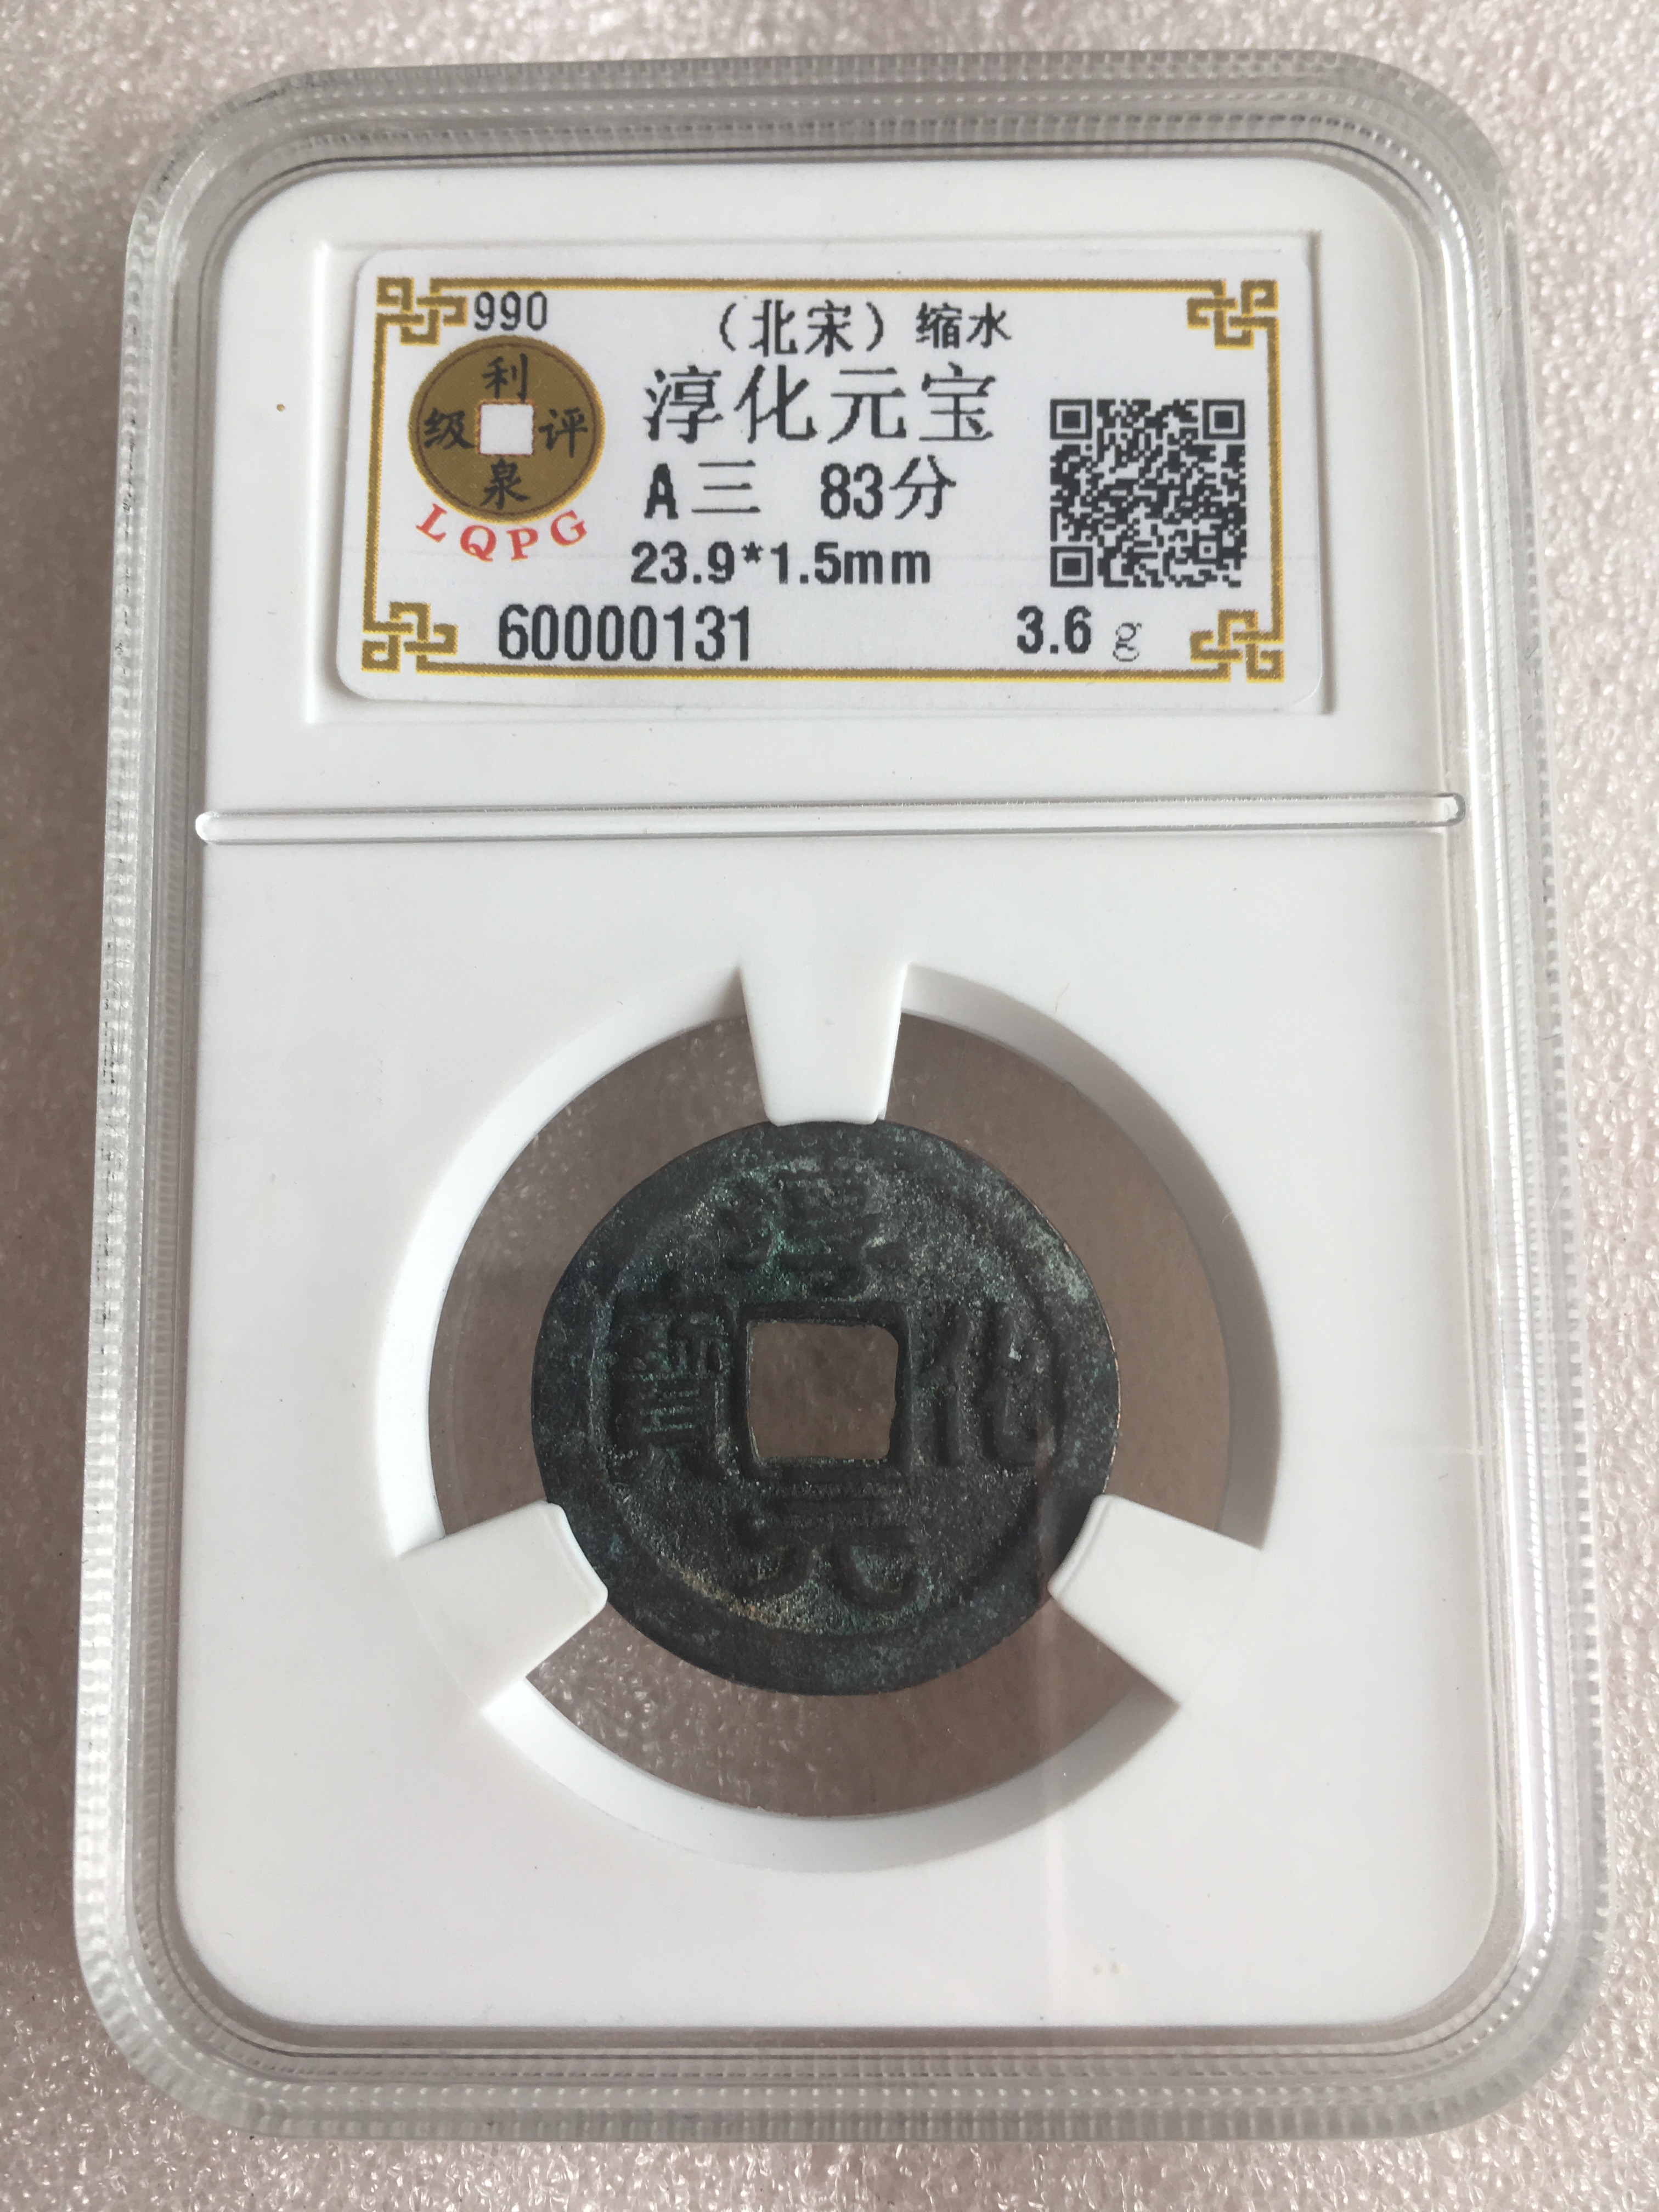 990
（北宋）缩水
利
级 评
泉
LQPG
淳化元宝
A三 83分
23.9*1.5mm
60000131 3.6g
淳
寶 化
元